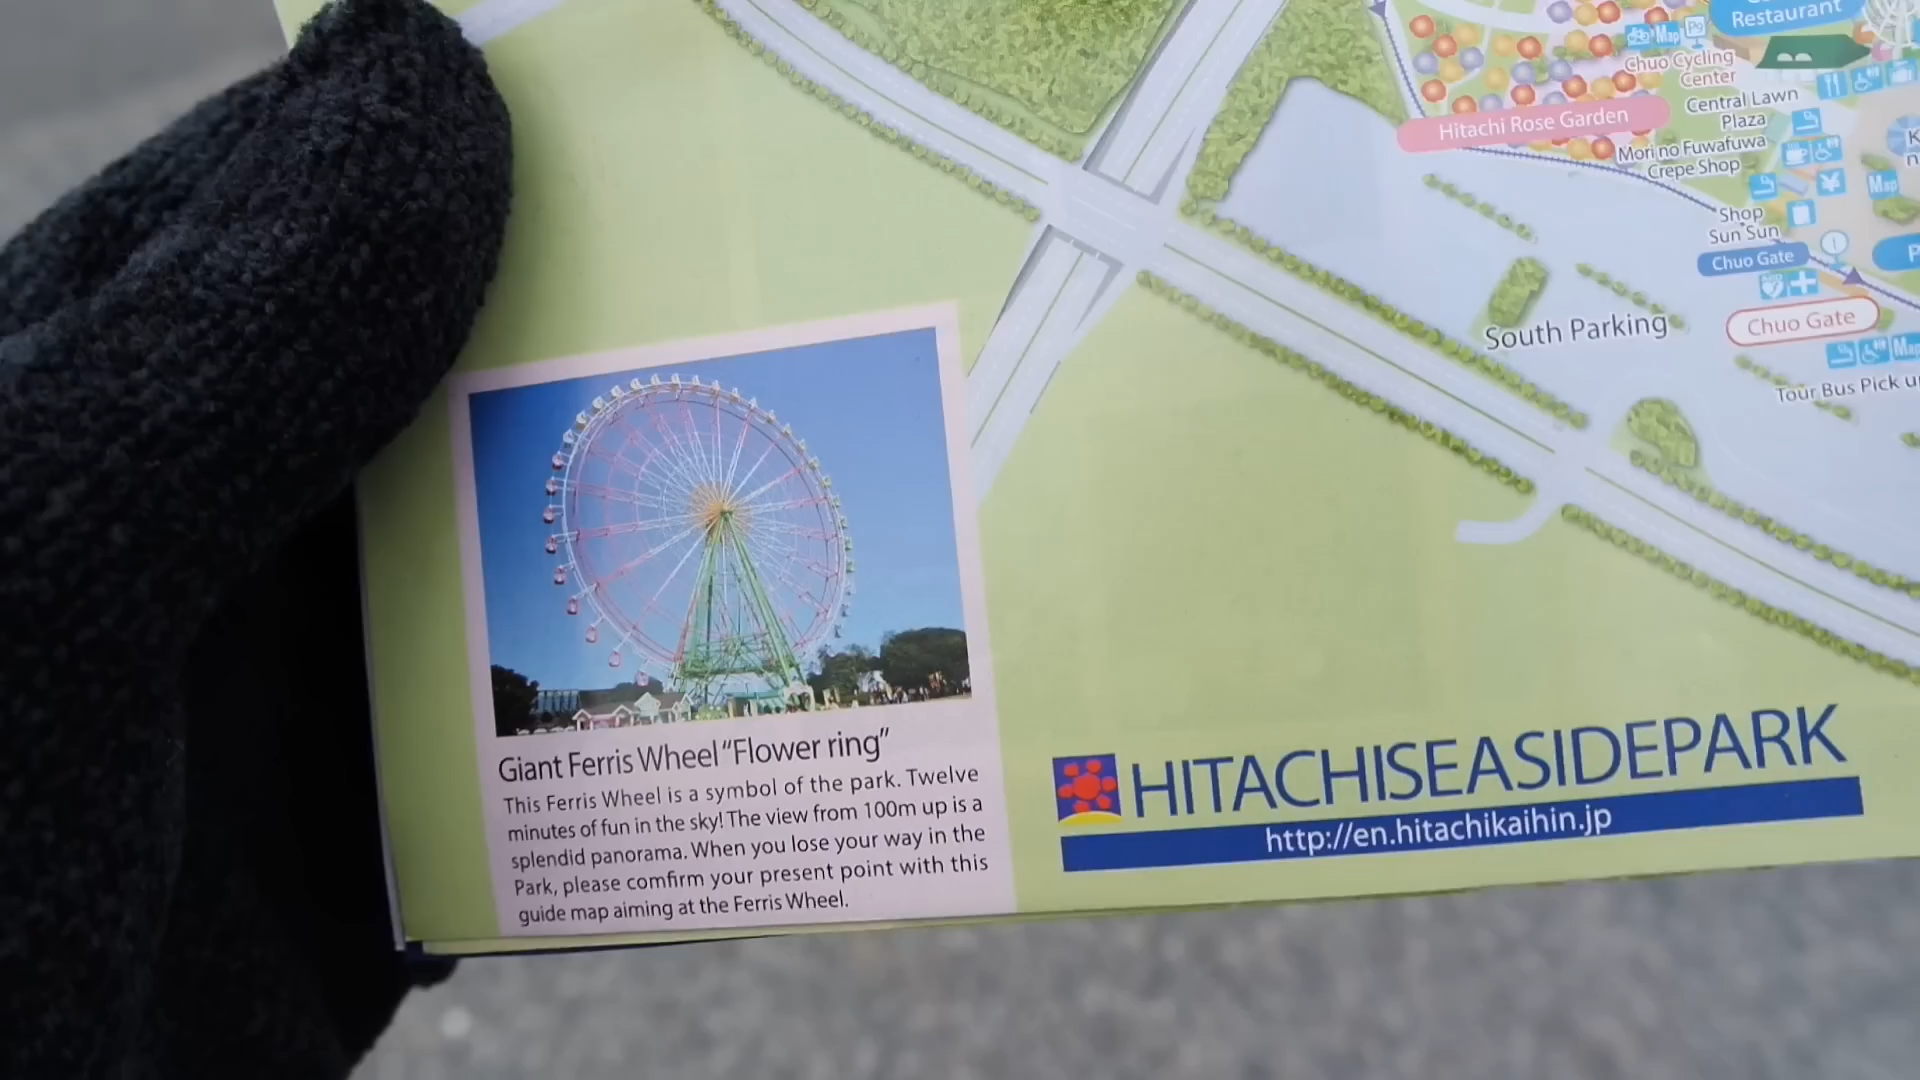 Restaurant
Map
Chuo Cycling
Center
Central Lawn
Plaza
Hitachi Rose Garden
Mori no Fuwafuwa
Crepe Shop
Map
Shop
Sun Sun
Chuo Gate
South Parking
Chuo Gate
Map
Tour Bus Pick
Giant Ferris Wheel "Flower ring"
This Ferris Wheel is a symbol of the park. Twelve
minutes of fun in the sky! The view from 100m up is a
splendid panorama. When you lose your way in the
Park, please comfirm your present point with this
guide map aiming at the Ferris Wheel.
HITACHISEASIDEPARK
http://en.hitachikaihin.jp